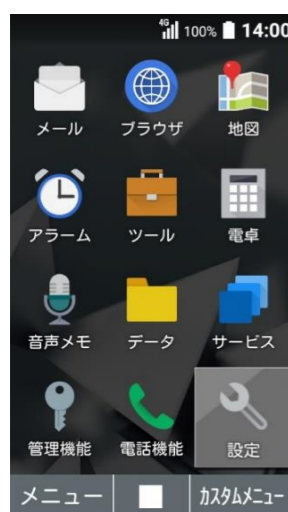 4G 100% 14:00
メール ブラウザ 地図
アラーム ツール 電卓
音声メモ データ サービス
管理機能 電話機能 設定
メニュー カスタムメニュー